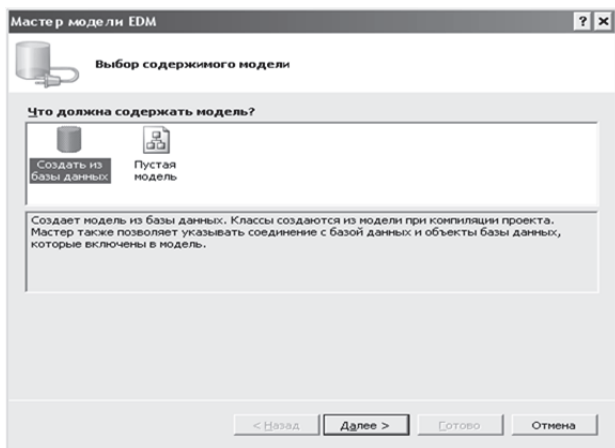 Мастер модели EDM
Выбор содержимого модели
Что должна содержать модель?
Создать из
базы данных
Пустая
модель
Создает модель из базы данных. Классы создаются из модели при компиляции проекта.
Мастер также позволяет указывать соединение с базой данных и объекты базы данных,
которые включены в модель.
< Назад
Далее >
Готово
Отмена